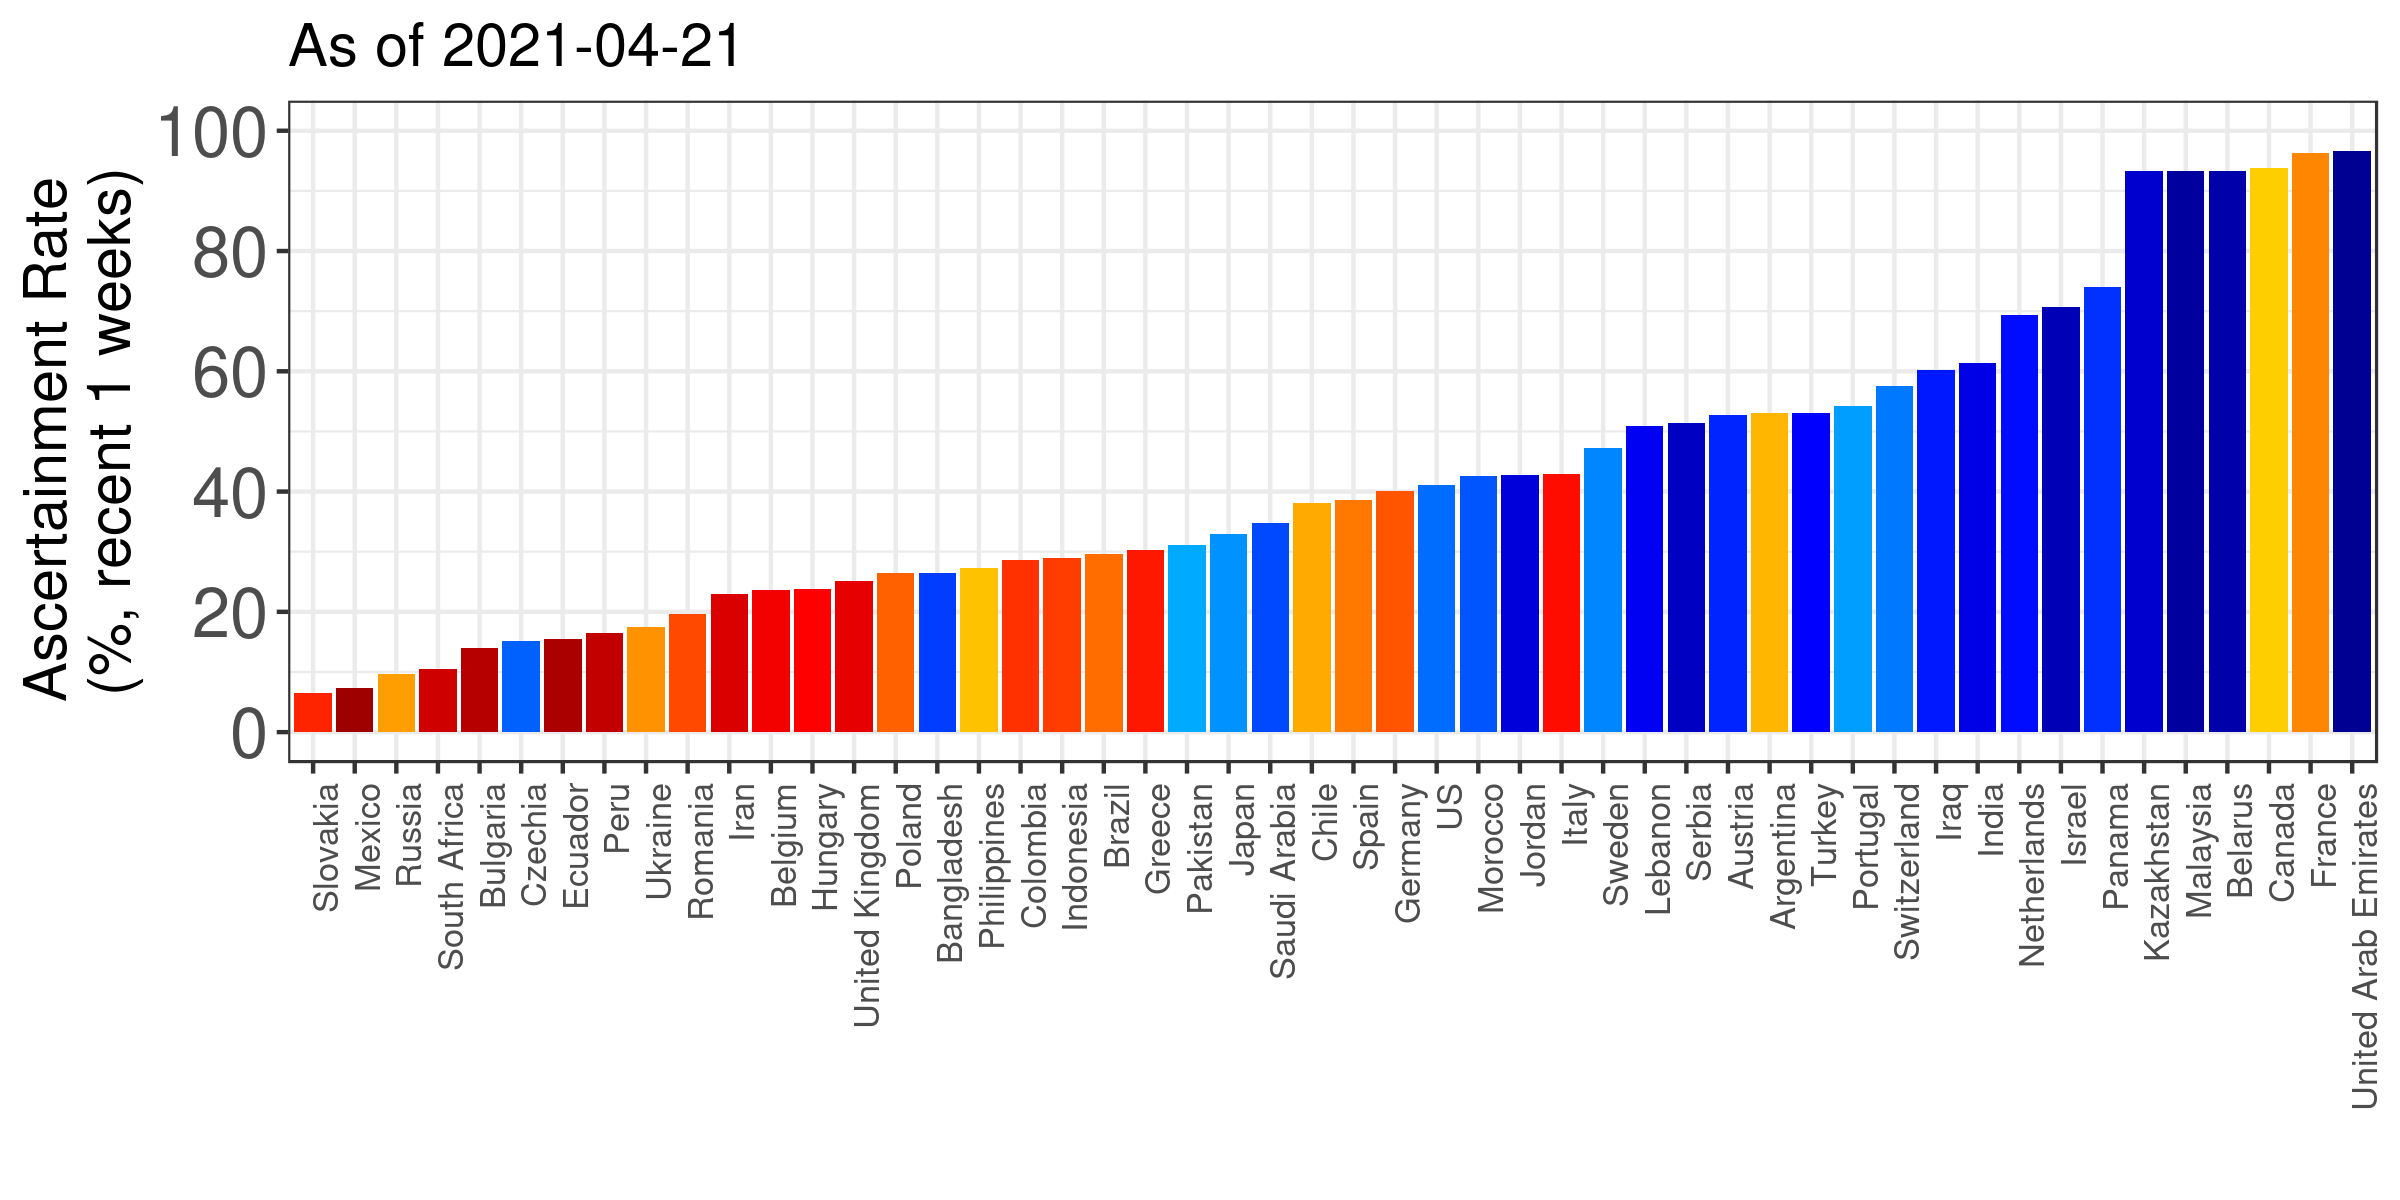 As of 2021-04-21
Ascertainment Rate
(%, recent 1 weeks)
100
80
60
40
20
0
Slovakia
Mexico
Russia
South Africa
Bulgaria
Czechia
Ecuador
Peru
Ukraine
Romania
Iran
Belgium
Hungary
United Kingdom
Poland
Bangladesh
Philippines
Colombia
Indonesia
Brazil
Greece
Pakistan
Japan
Saudi Arabia
Chile
Spain
Germany
US
Morocco
Jordan
Italy
Sweden
Lebanon
Serbia
Austria
Argentina
Turkey
Portugal
Switzerland
Iraq
India
Netherlands
Israel
Panama
Kazakhstan
Malaysia
Belarus
Canada
France
United Arab Emirates